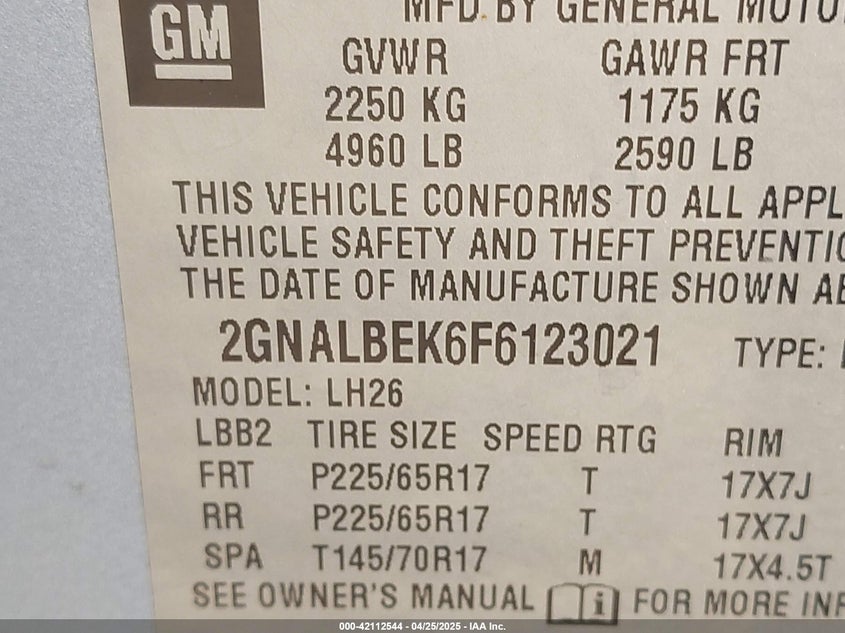 GM
MFD BY GENERAL MOTO
GVWR GAWR FRT
2250 KG 1175 KG
4960 LB 2590 LB
THIS VEHICLE CONFORMS TO ALL APPL
VEHICLE SAFETY AND THEFT PREVENTIO
THE DATE OF MANUFACTURE SHOWN AB
2GNALBEK6F6123021 TYPE:
MODEL: LH26
LBB2 TIRE SIZE SPEED RTG RIM
FRT P225/65R17 T 17X7J
RR P225/65R17 T 17X7J
SPA T145/70R17 M 17X4.5T
SEE OWNER'S MANUAL i FOR MORE INF
000-42112544 - 04/25/2025 - IAA Inc.